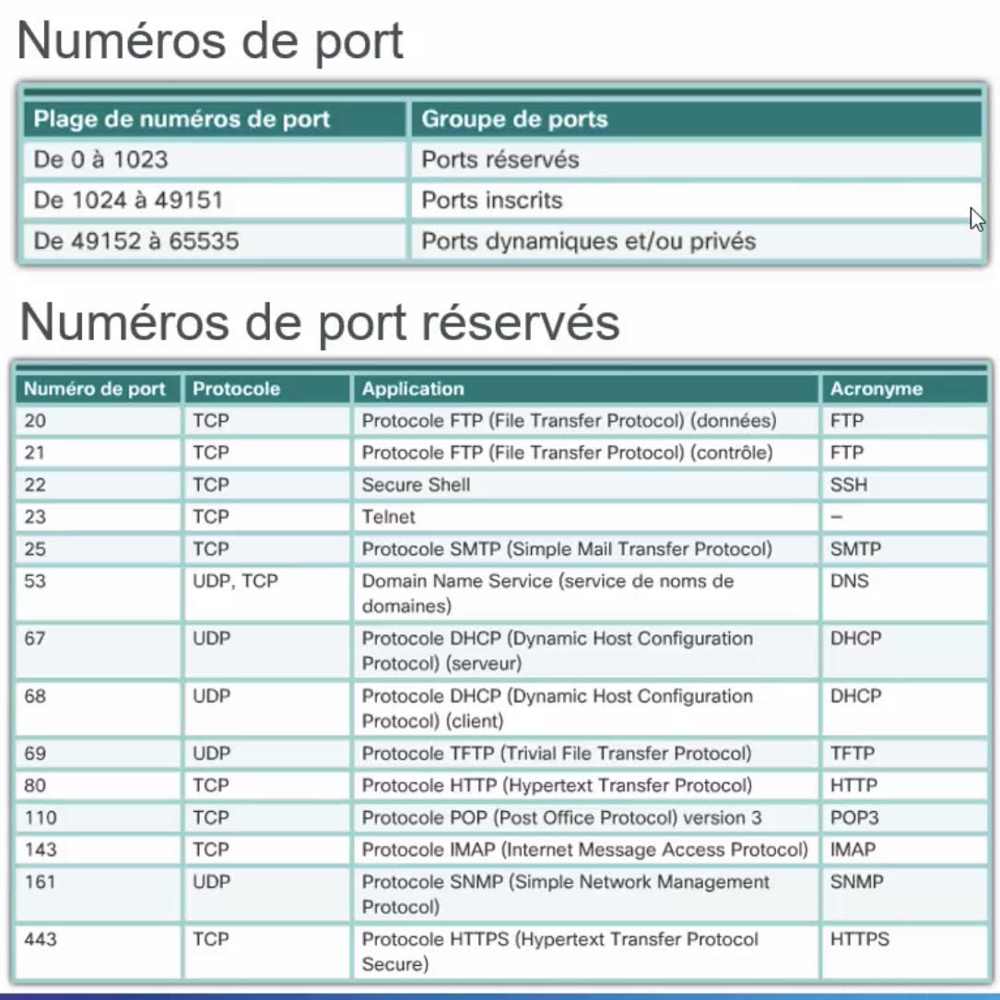 Numéros de port
Plage de numéros de port Groupe de ports
De 0 à 1023 Ports réservés
De 1024 à 49151 Ports inscrits
De 49152 à 65535 Ports dynamiques et/ou privés
Numéros de port réservés
Numéro de port Protocole Application Acronyme
20 TCP Protocole FTP (File Transfer Protocol) (données) FTP
21 TCP Protocole FTP (File Transfer Protocol) (contrôle) FTP
22 TCP Secure Shell SSH
23 TCP Telnet –
25 TCP Protocole SMTP (Simple Mail Transfer Protocol) SMTP
53 UDP, TCP Domain Name Service (service de noms de DNS
domaines)
67 UDP Protocole DHCP (Dynamic Host Configuration DHCP
Protocol) (serveur)
68 UDP Protocole DHCP (Dynamic Host Configuration DHCP
Protocol) (client)
69 UDP Protocole TFTP (Trivial File Transfer Protocol) TFTP
80 TCP Protocole HTTP (Hypertext Transfer Protocol) HTTP
110 TCP Protocole POP (Post Office Protocol) version 3 POP3
143 TCP Protocole IMAP (Internet Message Access Protocol) IMAP
161 UDP Protocole SNMP (Simple Network Management SNMP
Protocol)
443 TCP Protocole HTTPS (Hypertext Transfer Protocol HTTPS
Secure)